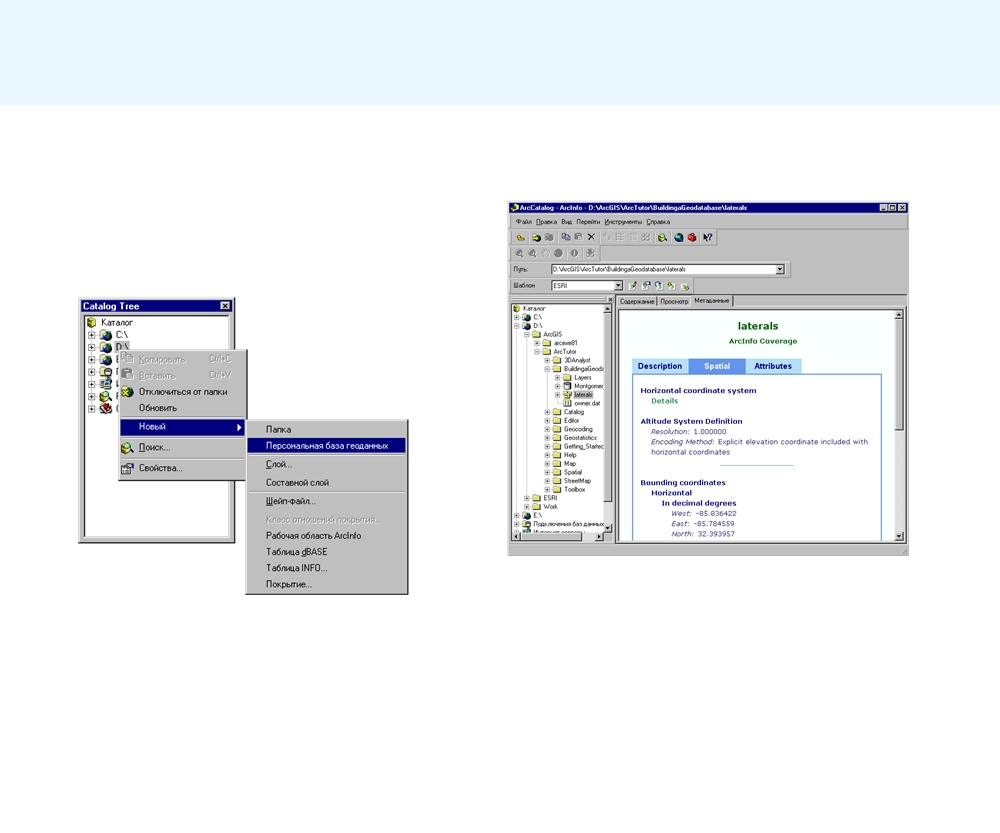 Catalog Tree
Каталог
C:\
D:\
Копировать Ctrl+C
Вставить Ctrl+V
Отключиться от папки
Обновить
Новый
Поиск...
Свойства...
Папка
Персональная база геоданных
Слой...
Составной слой
Шейп-файл...
Класс отношений покрытия...
Рабочая область ArcInfo
Таблица dBASE
Таблица INFO...
Покрытие...
ArcCatalog - ArcInfo - D:\ArcGIS\ArcTutor\BuildingaGeodatabase\laterals
Файл Правка Вид Перейти Инструменты Справка
Путь: D:\ArcGIS\ArcTutor\BuildingaGeodatabase\laterals
Шаблон ESRI
Каталог
C:\
D:\
ArcGIS
arcexe81
ArcTutor
3DAnalyst
BuildingaGeoda
Layers
Montgomer
laterals
owner.dat
Catalog
Editor
Geocoding
Geostatistics
Getting_Started
Help
Map
Spatial
StreetMap
Toolbox
ESRI
Work
E:\
Подключения баз данных
Содержание Просмотр Метаданные
laterals
ArcInfo Coverage
Description Spatial Attributes
Horizontal coordinate system
Details
Altitude System Definition
Resolution: 1.000000
Encoding Method: Explicit elevation coordinate included with
horizontal coordinates
Bounding coordinates
Horizontal
In decimal degrees
West: -85.836422
East: -85.784559
North: 32.393957